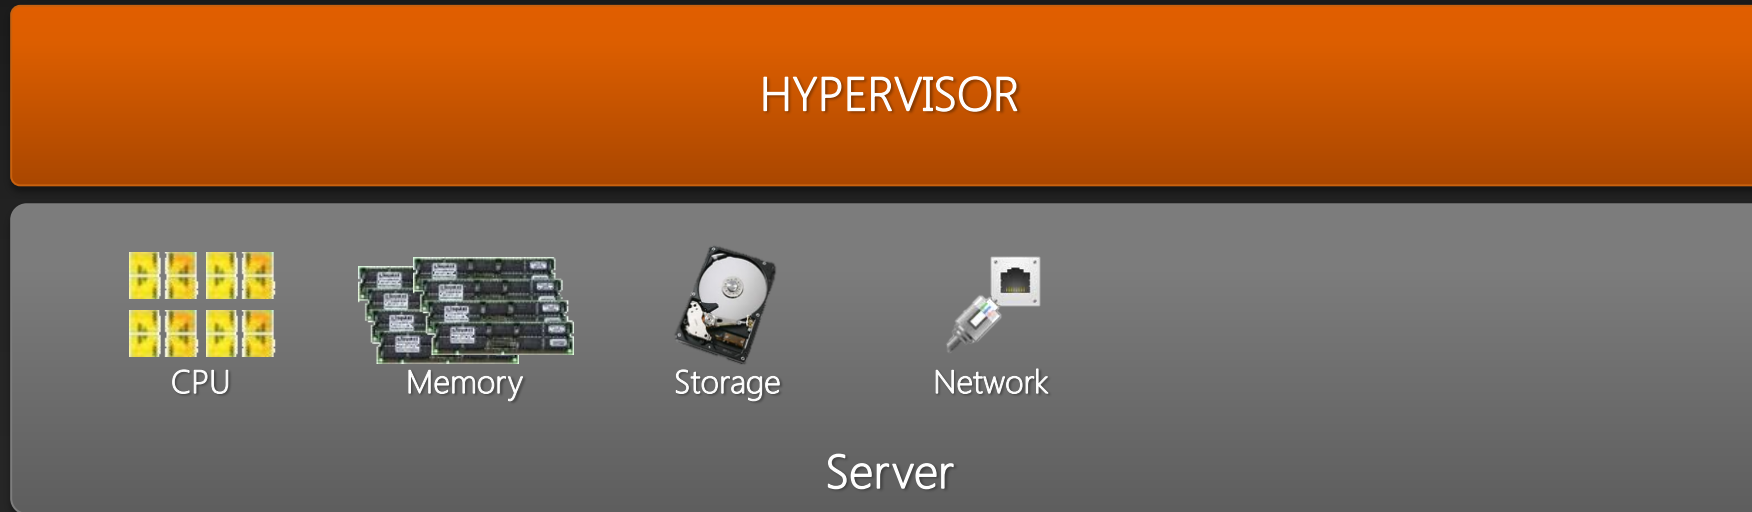 HYPERVISOR
CPU
Memory
Storage
Network
Server